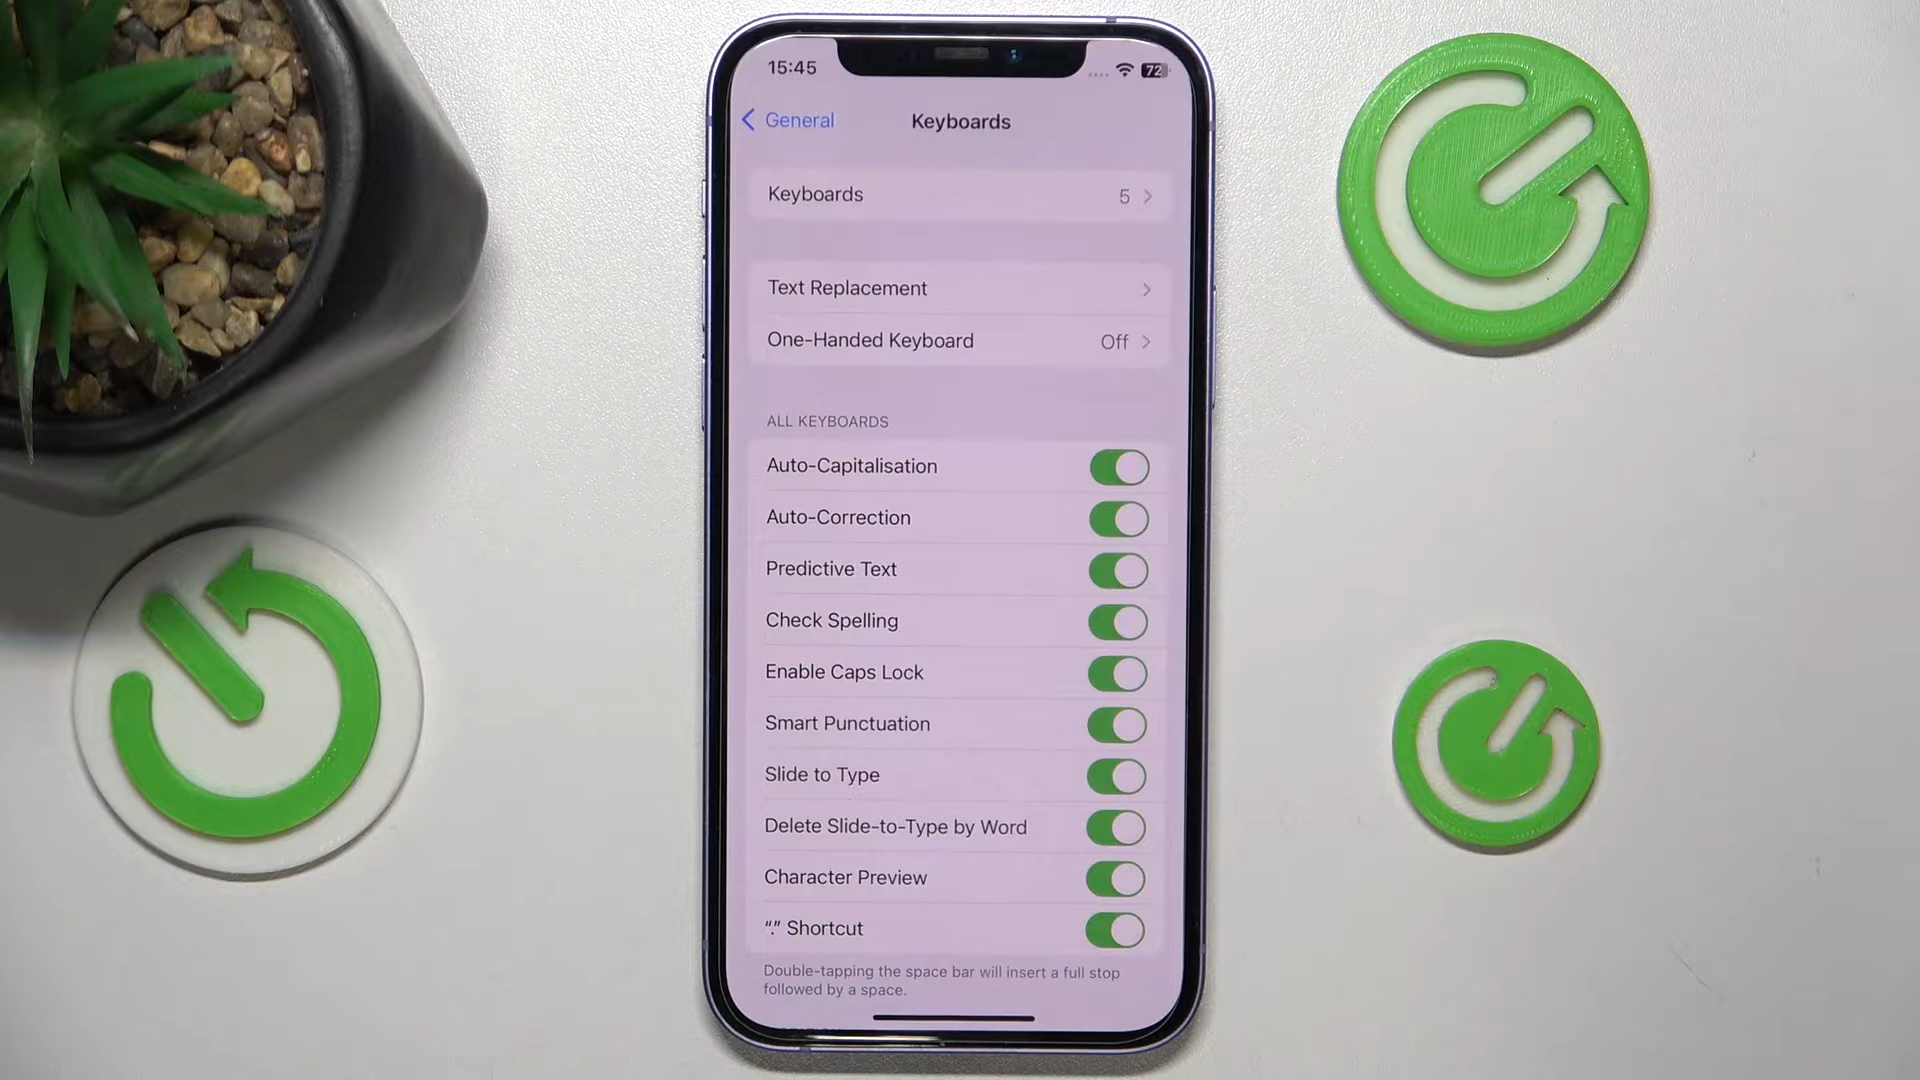 15:45
72
General
Keyboards
Keyboards 5
Text Replacement
One-Handed Keyboard Off
ALL KEYBOARDS
Auto-Capitalisation
Auto-Correction
Predictive Text
Check Spelling
Enable Caps Lock
Smart Punctuation
Slide to Type
Delete Slide-to-Type by Word
Character Preview
“.” Shortcut
Double-tapping the space bar will insert a full stop
followed by a space.